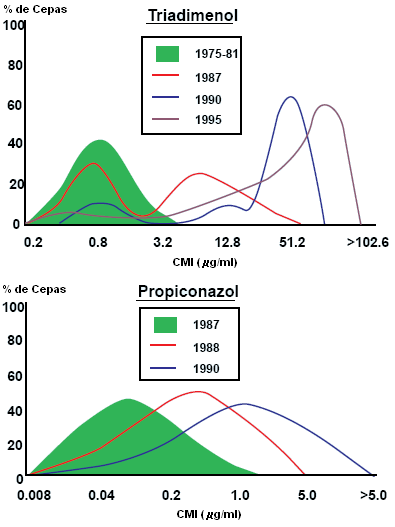 % de Cepas
Triadimenol
100
80
60
40
20
0
1975-81
1987
1990
1995
0.2 0.8 3.2 12.8 51.2 >102.6
CMI (µg/ml)
% de Cepas
Propiconazol
100
80
60
40
20
0
1987
1988
1990
0.008 0.04 0.2 1.0 5.0 >5.0
CMI (µg/ml)